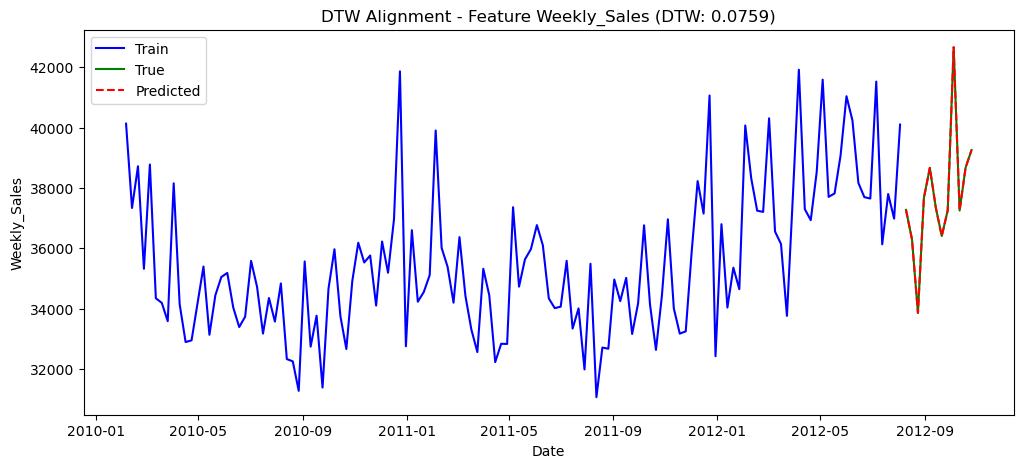 DTW Alignment - Feature Weekly_Sales (DTW: 0.0759)
Train
True
Predicted
Weekly_Sales
42000
40000
38000
36000
34000
32000
2010-01
2010-05
2010-09
2011-01
2011-05
2011-09
2012-01
2012-05
2012-09
Date